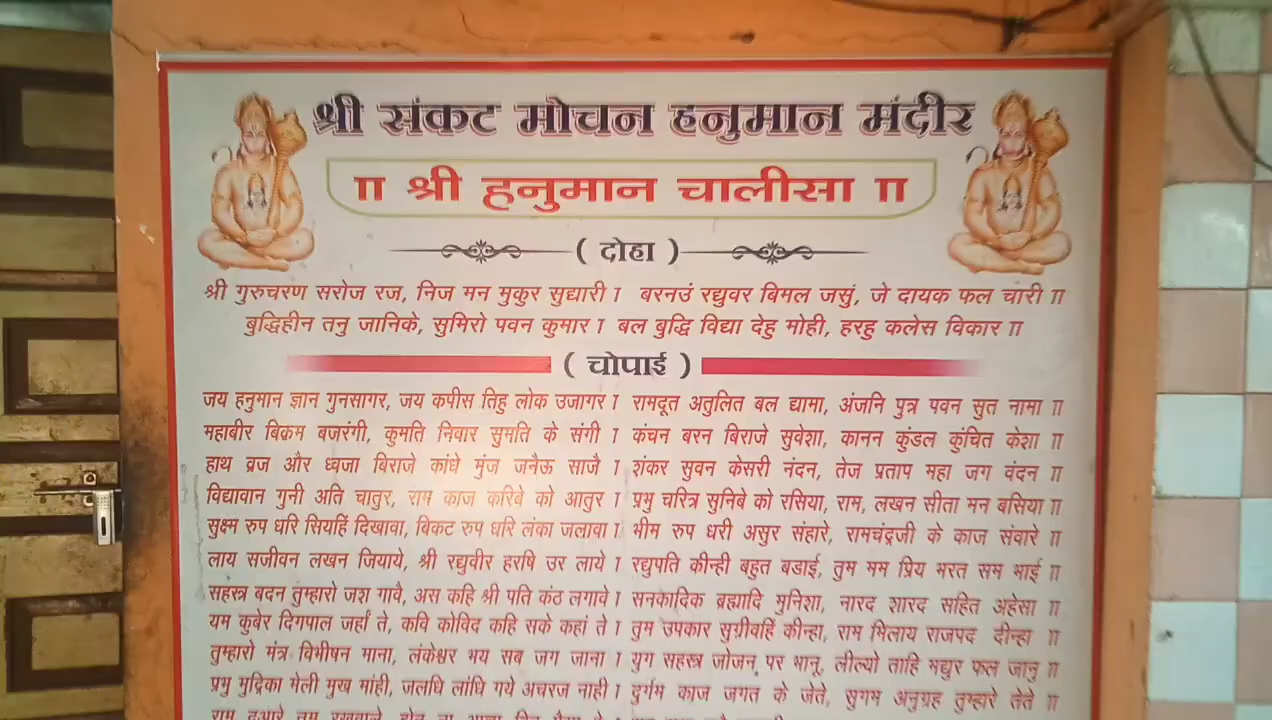 श्री संकट मोचन हनुमान मंदीर
॥ श्री हनुमान चालीसा ॥
( दोहा )
श्री गुरुचरण सरोज रज, निज मन मुकुर सुद्यारी । बरनउं रद्युवर बिमल जसुं, जे दायक फल चारी ॥
बुद्धिहीन तनु जानिके, सुमिरो पवन कुमार । बल बुद्धि विद्या देहु मोही, हरहु कलेस विकार ॥
( चोपाई )
जय हनुमान ज्ञान गुनसागर, जय कपीस तिहु लोक उजागर । रामदूत अतुलित बल द्यामा, अंजनि पुत्र पवन सुत नामा ॥
महाबीर बिक्रम बजरंगी, कुमति निवार सुमति के संगी । कंचन बरन बिराजे सुवेशा, कानन कुंडल कुंचित केशा ॥
हाथ व्रज और ध्वजा बिराजे कांधे मुंज जनैऊ साजै । शंकर सुवन केसरी नंदन, तेज प्रताप महा जग वंदन ॥
विद्यावान गुनी अति चातुर, राम काज करिवे को आतुर । प्रभु चरित्र सुनिबे को रसिया, राम, लखन सीता मन बसिया ॥
सुक्ष्म रुप धरि सियहिं दिखावा, बिकट रुप धरि लंका जलावा । भीम रुप धरी असुर संहारे, रामचंद्रजी के काज संवारे ॥
लाय सजीवन लखन जियाये, श्री रद्युवीर हरषि उर लाये । रद्युपति कीन्ही बहुत बडाई, तुम मम प्रिय भरत सम भाई ॥
सहस्त्र बदन तुम्हारो जश गावै, अस कहि श्री पति कंठ लगावे । सनकादिक ब्रह्मादि मुनिशा, नारद शारद सहित अहेसा ॥
यम कुबेर दिगपाल जहाँ ते, कवि कोविद कहि सके कहां ते । तुम उपकार सुग्रीवहिं कीन्हा, राम मिलाय राजपद दीन्हा ॥
तुम्हारो मंत्र विभीषन माना, लंकेश्वर भय सब जग जाना । युग सहस्त्र जोजन पर भानू, लील्यो ताहि मद्युर फल जानु ॥
प्रभु मुद्रिका मेली मुख मांही, जलधि लांधि गये अचरज नाही । दुर्गम काज जगत के जेते, सुगम अनुग्रह तुम्हारे तेते ॥